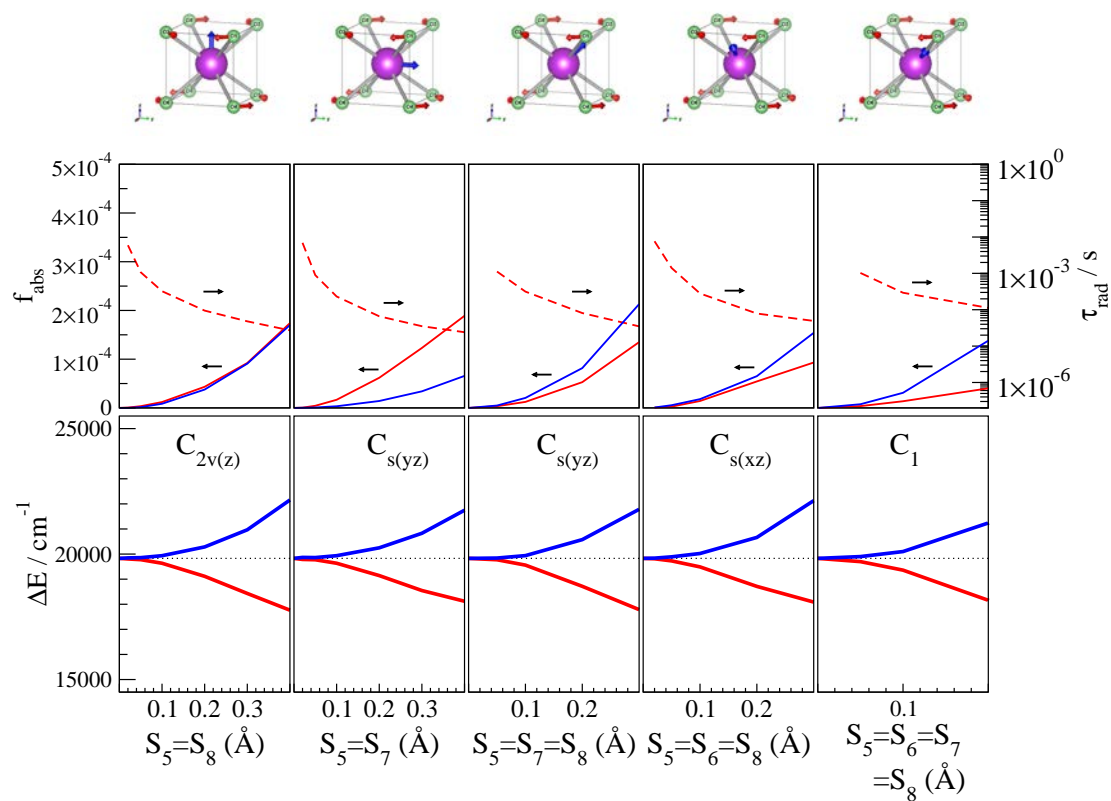 5×10⁻⁴
4×10⁻⁴
3×10⁻⁴
2×10⁻⁴
1×10⁻⁴
0
f_abs
1×10⁰
1×10⁻³
1×10⁻⁶
τ_rad / s
25000
20000
15000
ΔE / cm⁻¹
C_2v(z)
C_s(yz)
C_s(yz)
C_s(xz)
C_1
0.1 0.2 0.3
0.1 0.2 0.3
0.1 0.2
0.1 0.2
0.1
S₅=S₈ (Å)
S₅=S₇ (Å)
S₅=S₇=S₈ (Å)
S₅=S₆=S₈ (Å)
S₅=S₆=S₇
=S₈ (Å)